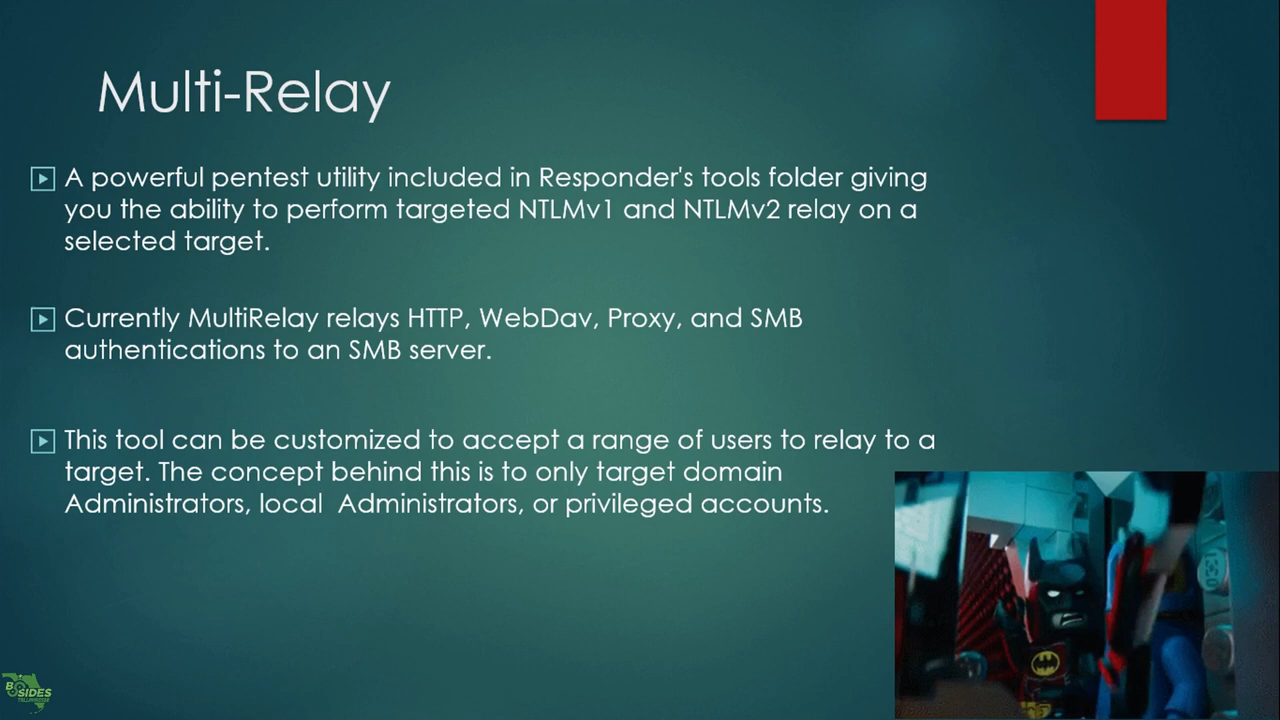 Multi-Relay
A powerful pentest utility included in Responder's tools folder giving
you the ability to perform targeted NTLMv1 and NTLMv2 relay on a
selected target.
Currently MultiRelay relays HTTP, WebDav, Proxy, and SMB
authentications to an SMB server.
This tool can be customized to accept a range of users to relay to a
target. The concept behind this is to only target domain
Administrators, local  Administrators, or privileged accounts.
BSIDES
TALLAHASSEE